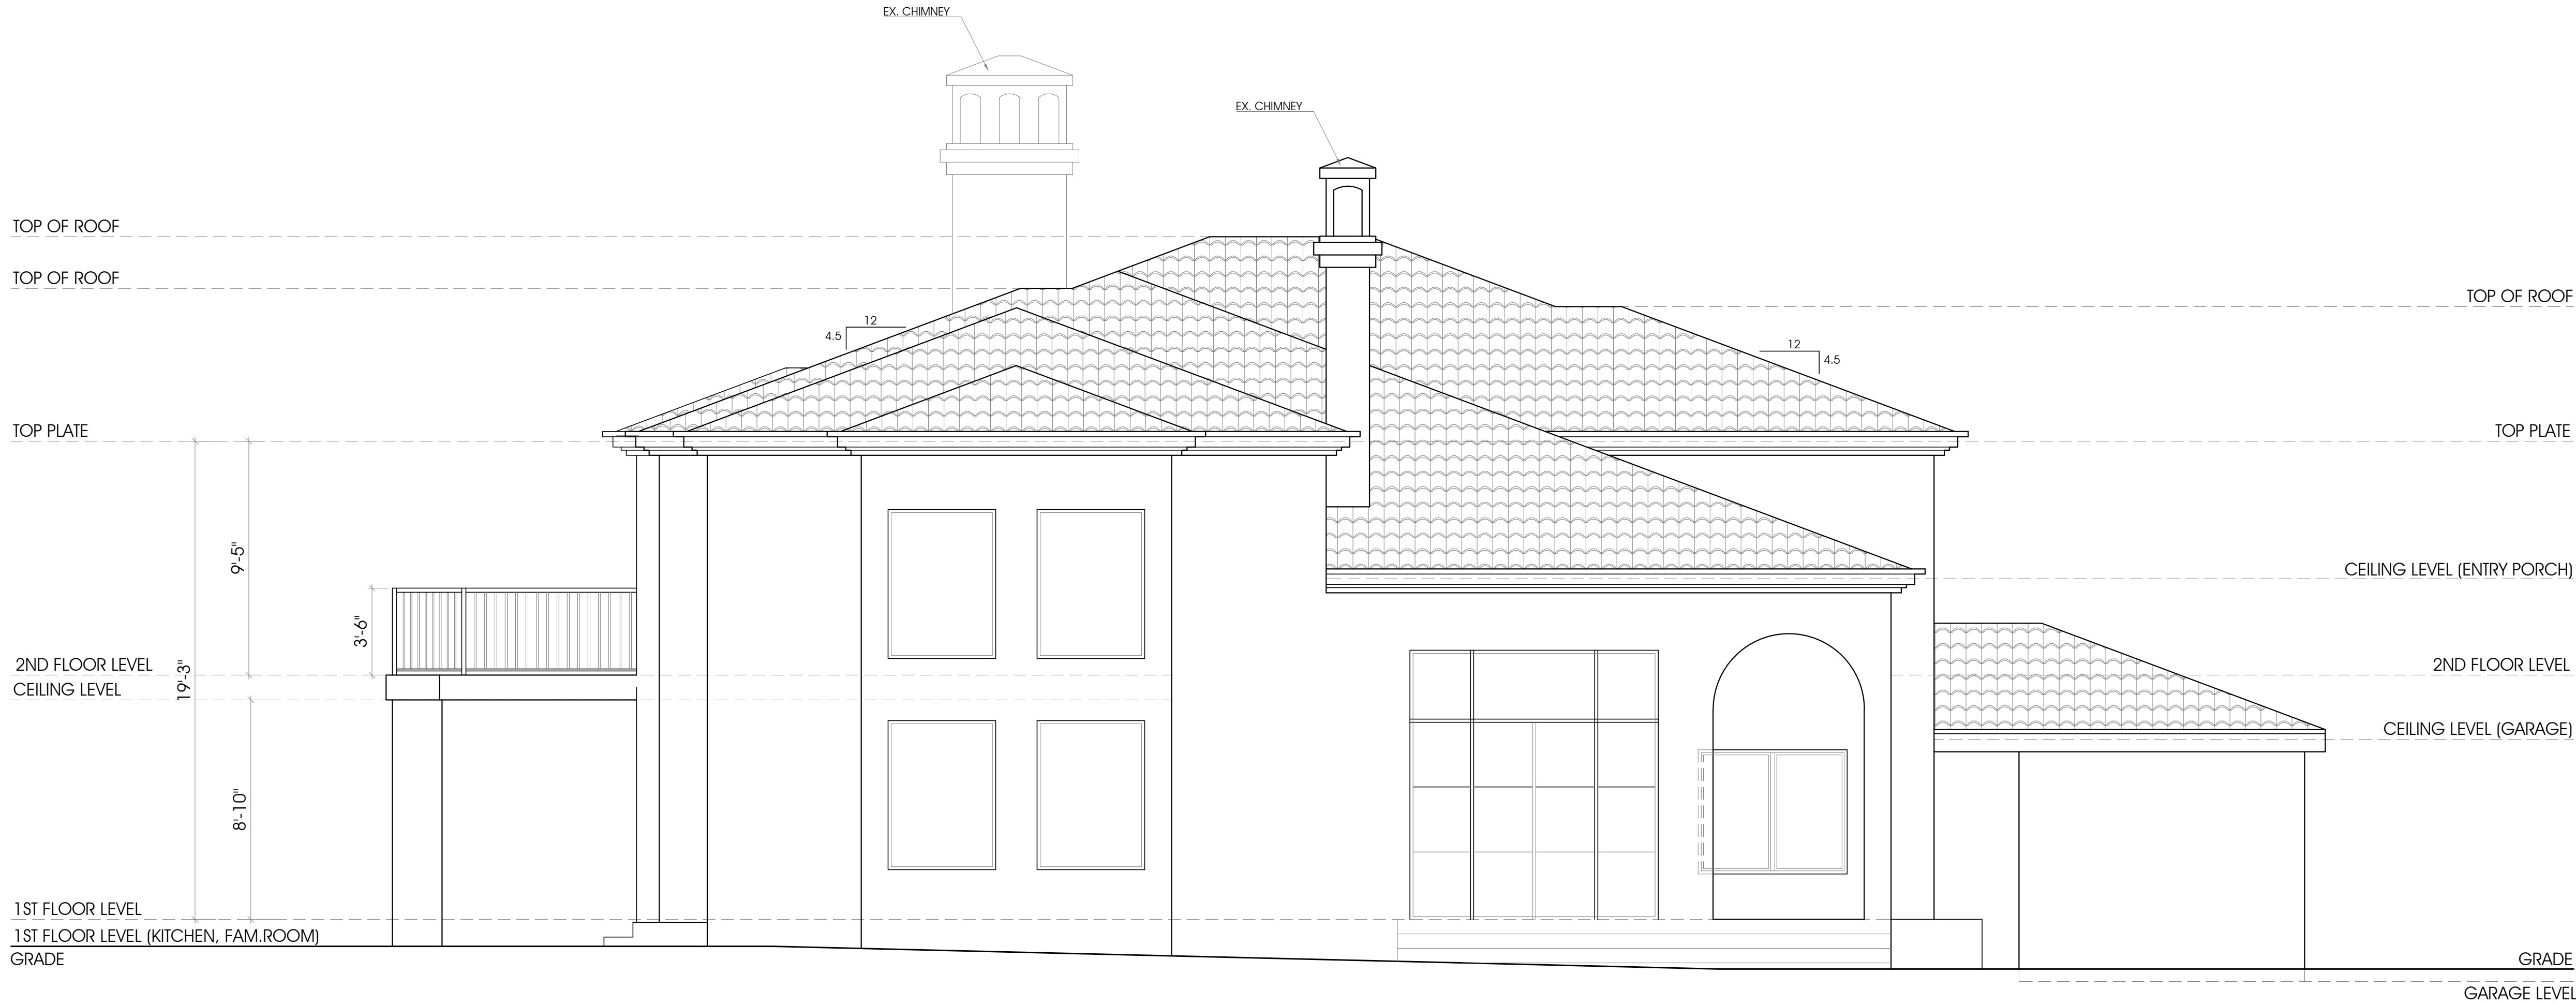 EX. CHIMNEY
EX. CHIMNEY
TOP OF ROOF
TOP OF ROOF
TOP OF ROOF
12
4.5
12
4.5
TOP PLATE
TOP PLATE
9'-5"
CEILING LEVEL (ENTRY PORCH)
3'-6"
2ND FLOOR LEVEL
19'-3"
2ND FLOOR LEVEL
CEILING LEVEL
CEILING LEVEL (GARAGE)
8'-10"
1ST FLOOR LEVEL
1ST FLOOR LEVEL (KITCHEN, FAM.ROOM)
GRADE
GRADE
GARAGE LEVEL